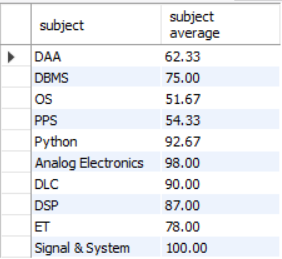 subject subject average
DAA 62.33
DBMS 75.00
OS 51.67
PPS 54.33
Python 92.67
Analog Electronics 98.00
DLC 90.00
DSP 87.00
ET 78.00
Signal & System 100.00